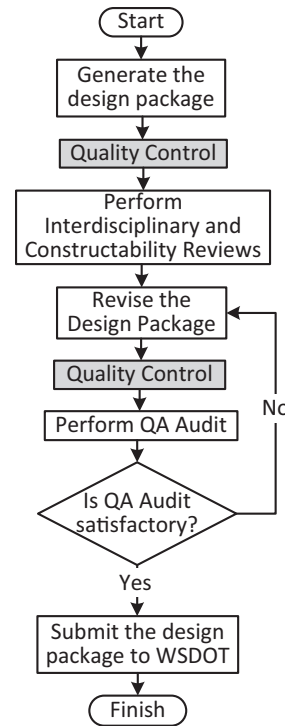 Start
Generate the
design package
Quality Control
Perform
Interdisciplinary and
Constructability Reviews
Revise the
Design Package
Quality Control
No
Perform QA Audit
Is QA Audit
satisfactory?
Yes
Submit the design
package to WSDOT
Finish